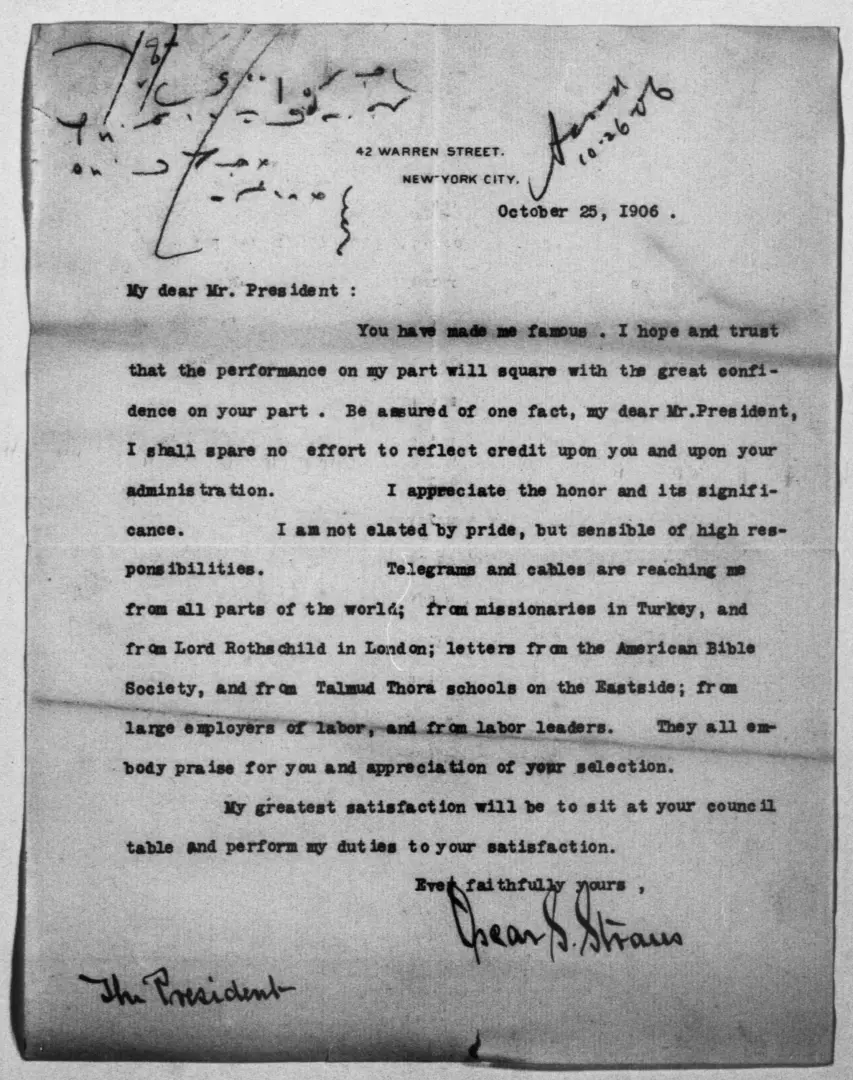 Ackd
10-26-06
42 WARREN STREET.
NEW-YORK CITY.
October 25, 1906 .
My dear Mr. President :
You have made me famous . I hope and trust
that the performance on my part will square with the great confi-
dence on your part . Be assured of one fact, my dear Mr.President,
I shall spare no effort to reflect credit upon you and upon your
administration. I appreciate the honor and its signifi-
cance. I am not elated by pride, but sensible of high res-
ponsibilities. Telegrams and cables are reaching me
from all parts of the world; from missionaries in Turkey, and
from Lord Rothschild in London; letters from the American Bible
Society, and from Talmud Thora schools on the Eastside; from
large employers of labor, and from labor leaders. They all em-
body praise for you and appreciation of your selection.
My greatest satisfaction will be to sit at your council
table and perform my duties to your satisfaction.
Ever faithfully yours ,
Oscar S. Straus
The President